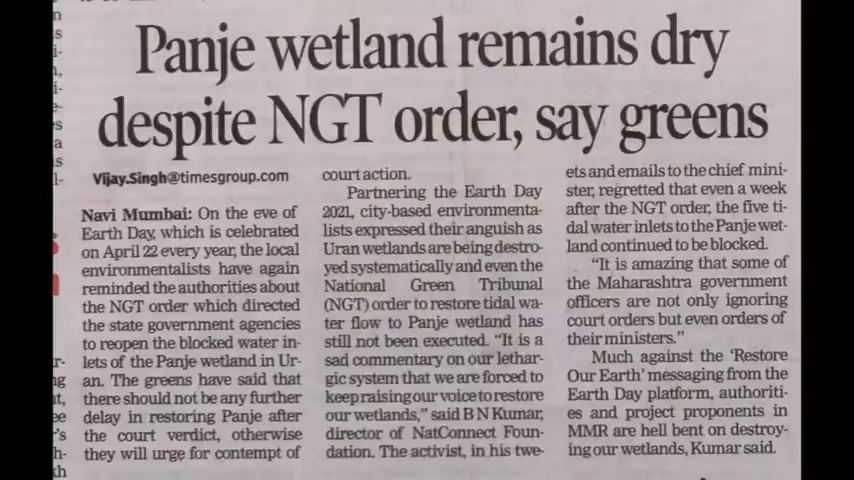 Panje wetland remains dry
despite NGT order, say greens
Vijay.Singh@timesgroup.com
Navi Mumbai: On the eve of
Earth Day, which is celebrated
on April 22 every year, the local
environmentalists have again
reminded the authorities about
the NGT order which directed
the state government agencies
to reopen the blocked water in-
lets of the Panje wetland in Ur-
an. The greens have said that
there should not be any further
delay in restoring Panje after
the court verdict, otherwise
they will urge for contempt of
court action.
Partnering the Earth Day
2021, city-based environmenta-
lists expressed their anguish as
Uran wetlands are being destro-
yed systematically and even the
National Green Tribunal
(NGT) order to restore tidal wa-
ter flow to Panje wetland has
still not been executed. "It is a
sad commentary on our lethar-
gic system that we are forced to
keep raising our voice to restore
our wetlands," said B N Kumar,
director of NatConnect Foun-
dation. The activist, in his twe-
ets and emails to the chief mini-
ster, regretted that even a week
after the NGT order, the five ti-
dal water inlets to the Panje wet-
land continued to be blocked.
"It is amazing that some of
the Maharashtra government
officers are not only ignoring
court orders but even orders of
their ministers."
Much against the 'Restore
Our Earth' messaging from the
Earth Day platform, authoriti-
es and project proponents in
MMR are hell bent on destroy-
ing our wetlands, Kumar said.